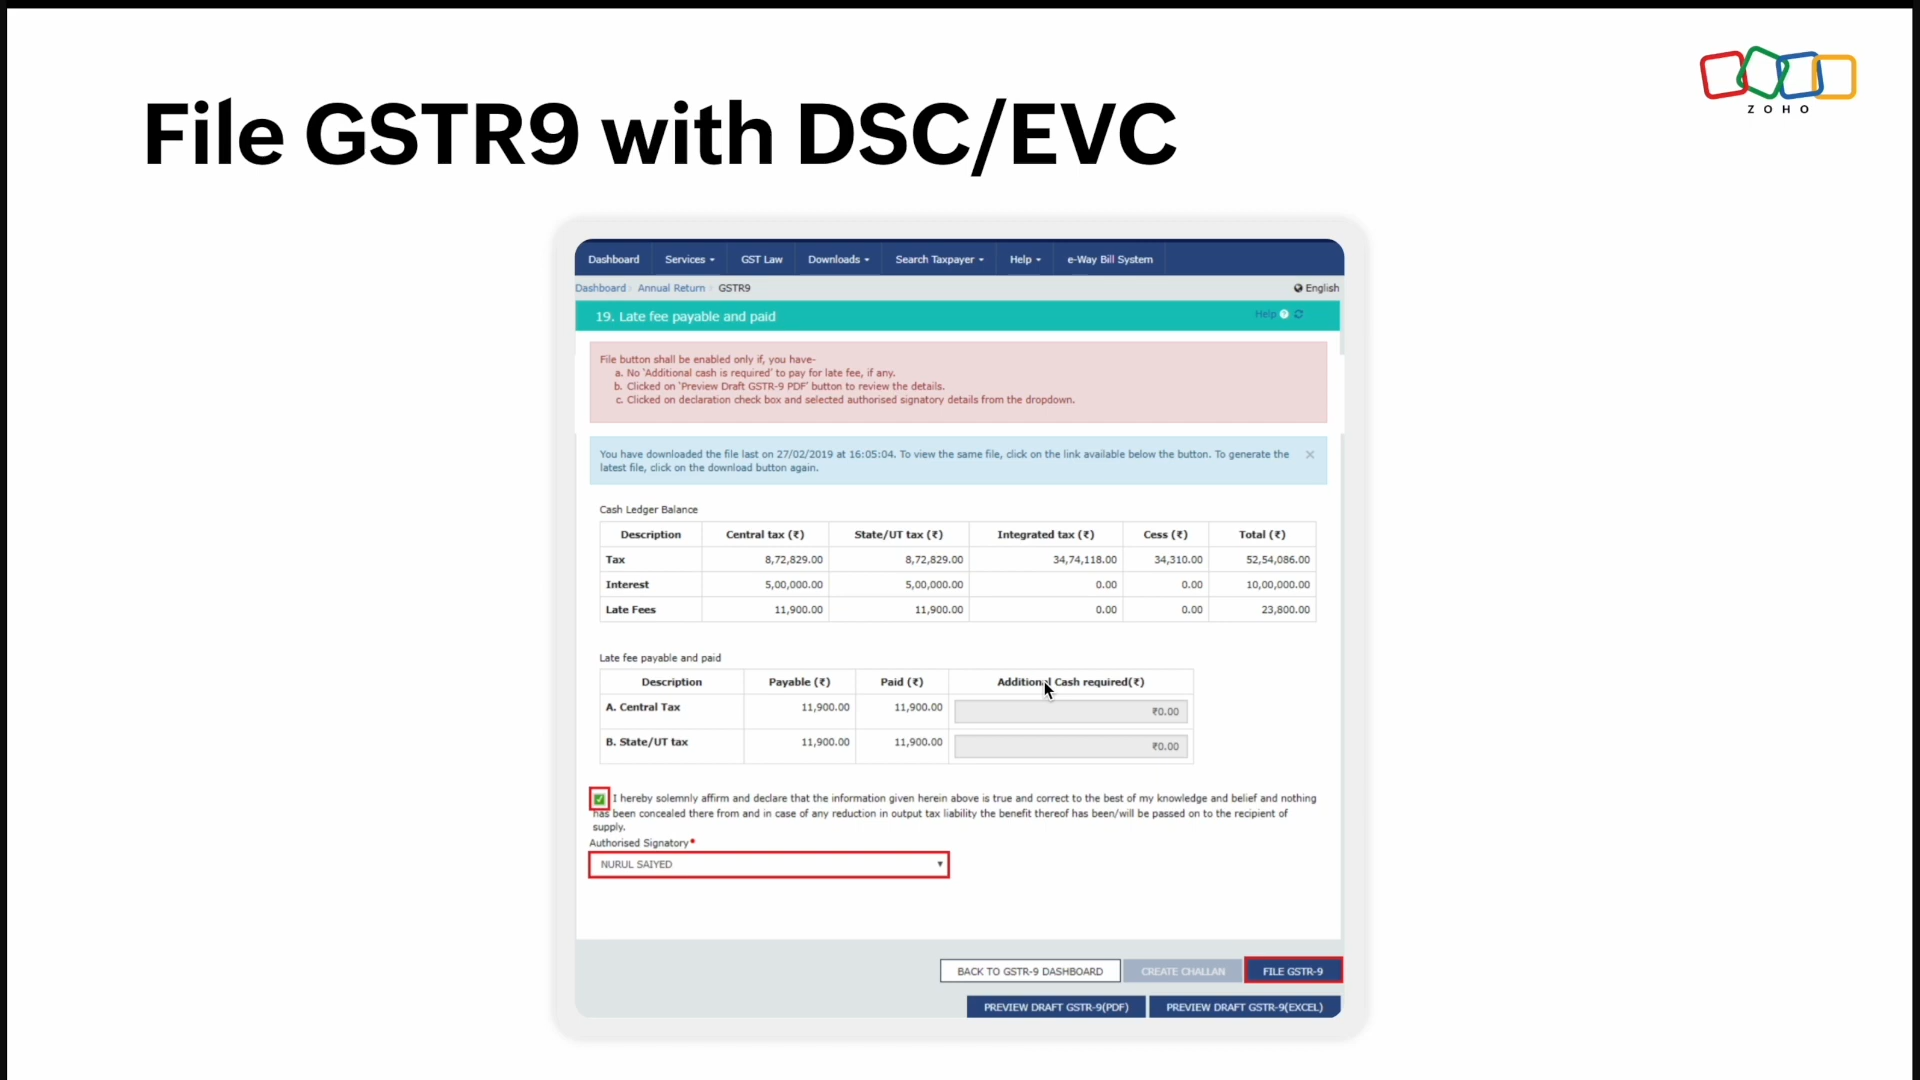 File GSTR9 with DSC/EVC
ZOHO
Dashboard Services GST Law Downloads Search Taxpayer Help e-Way Bill System
Dashboard Annual Return GSTR9 English
19. Late fee payable and paid Help
File button shall be enabled only if, you have-
a. No 'Additional cash is required' to pay for late fee, if any.
b. Clicked on 'Preview Draft GSTR-9 PDF' button to review the details.
c. Clicked on declaration check box and selected authorised signatory details from the dropdown.
You have downloaded the file last on 27/02/2019 at 16:05:04. To view the same file, click on the link available below the button. To generate the
latest file, click on the download button again.
Cash Ledger Balance
Description Central tax (₹) State/UT tax (₹) Integrated tax (₹) Cess (₹) Total (₹)
Tax 8,72,829.00 8,72,829.00 34,74,118.00 34,310.00 52,54,086.00
Interest 5,00,000.00 5,00,000.00 0.00 0.00 10,00,000.00
Late Fees 11,900.00 11,900.00 0.00 0.00 23,800.00
Late fee payable and paid
Description Payable (₹) Paid (₹) Additional Cash required(₹)
A. Central Tax 11,900.00 11,900.00 ₹0.00
B. State/UT tax 11,900.00 11,900.00 ₹0.00
I hereby solemnly affirm and declare that the information given herein above is true and correct to the best of my knowledge and belief and nothing
has been concealed there from and in case of any reduction in output tax liability the benefit thereof has been/will be passed on to the recipient of
supply.
Authorised Signatory•
NURUL SAIYED
BACK TO GSTR-9 DASHBOARD CREATE CHALLAN FILE GSTR-9
PREVIEW DRAFT GSTR-9(PDF) PREVIEW DRAFT GSTR-9(EXCEL)